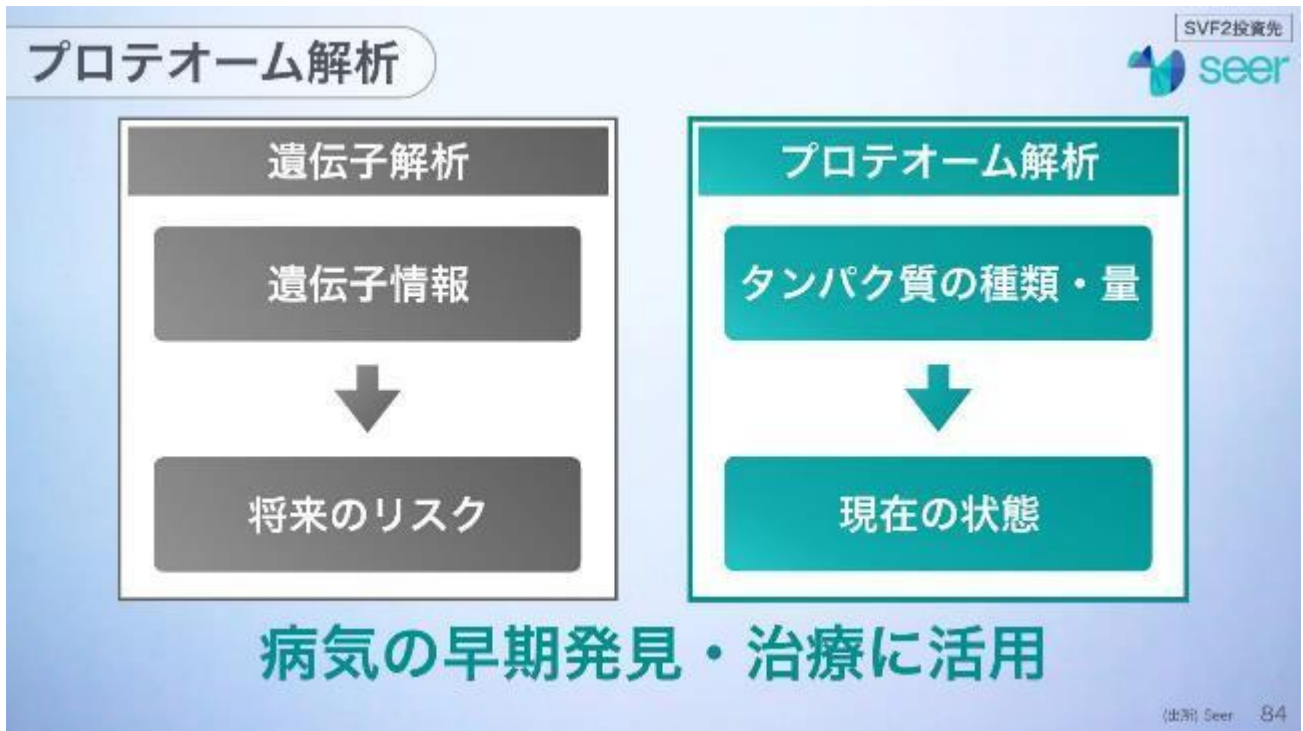 プロテオーム解析
SVF2投資先
seer
遺伝子解析
遺伝子情報
将来のリスク
プロテオーム解析
タンパク質の種類・量
現在の状態
病気の早期発見・治療に活用
(出所) Seer 84